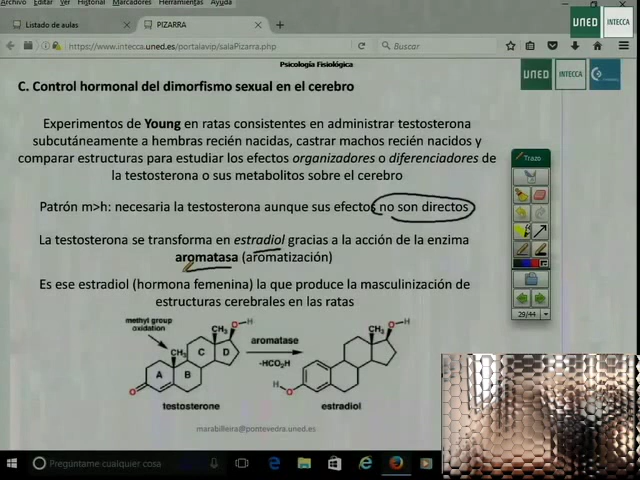 Archivo Editar Ver Historial Marcadores Herramientas Ayuda
Listado de aulas
PIZARRA
https://www.intecca.uned.es/portalavip/salaPizarra.php
Buscar
UNED INTECCA
Psicología Fisiológica
UNED INTECCA
C. Control hormonal del dimorfismo sexual en el cerebro
Experimentos de Young en ratas consistentes en administrar testosterona
subcutáneamente a hembras recién nacidas, castrar machos recién nacidos y
comparar estructuras para estudiar los efectos organizadores o diferenciadores de
la testosterona o sus metabolitos sobre el cerebro
Patrón m>h: necesaria la testosterona aunque sus efectos no son directos
La testosterona se transforma en estradiol gracias a la acción de la enzima
aromatasa (aromatización)
Es ese estradiol (hormona femenina) la que produce la masculinización de
estructuras cerebrales en las ratas
Trazo
29/44
methyl group
oxidation
CH₃
O H
CH₃
A B C D
O
testosterone
aromatase
-HCO₂H
CH₃
O H
H O
estradiol
marabilleira@pontevedra.uned.es
Pregúntame cualquier cosa